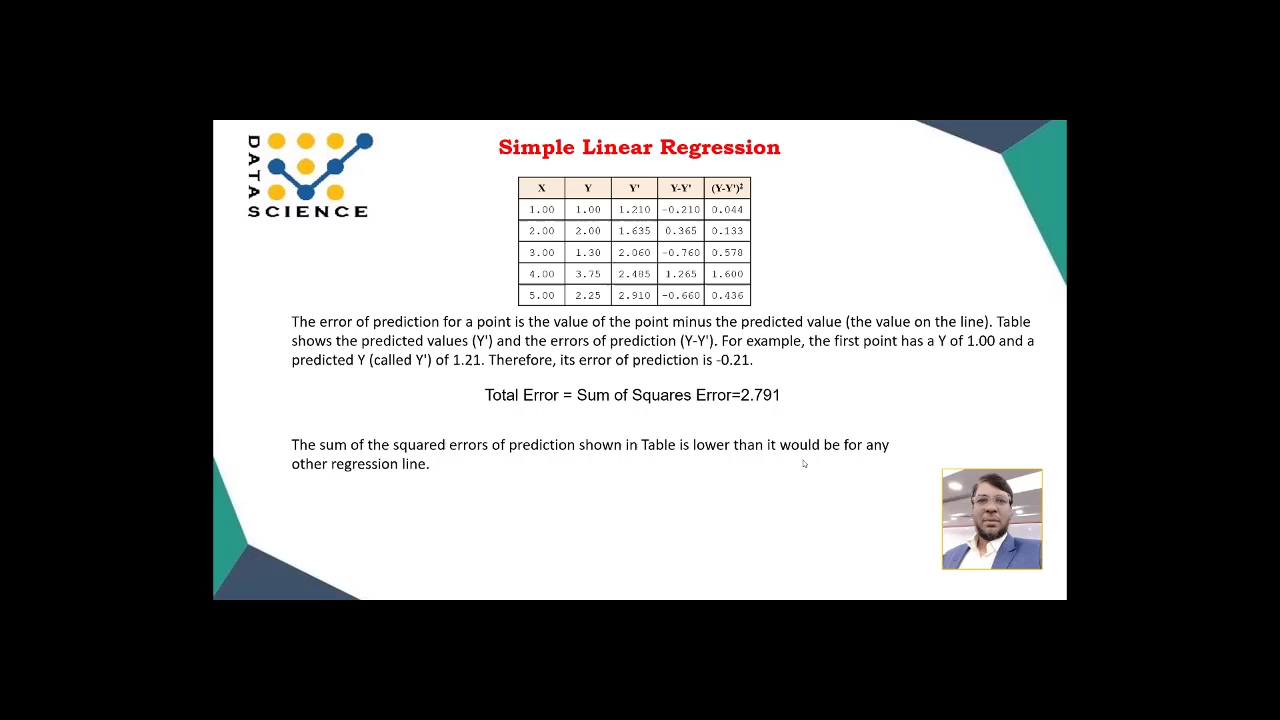 DATA
SCIENCE
Simple Linear Regression
X Y Y' Y-Y' (Y-Y')²
1.00 1.00 1.210 -0.210 0.044
2.00 2.00 1.635 0.365 0.133
3.00 1.30 2.060 -0.760 0.578
4.00 3.75 2.485 1.265 1.600
5.00 2.25 2.910 -0.660 0.436
The error of prediction for a point is the value of the point minus the predicted value (the value on the line). Table
shows the predicted values (Y') and the errors of prediction (Y-Y'). For example, the first point has a Y of 1.00 and a
predicted Y (called Y') of 1.21. Therefore, its error of prediction is -0.21.
Total Error = Sum of Squares Error=2.791
The sum of the squared errors of prediction shown in Table is lower than it would be for any
other regression line.